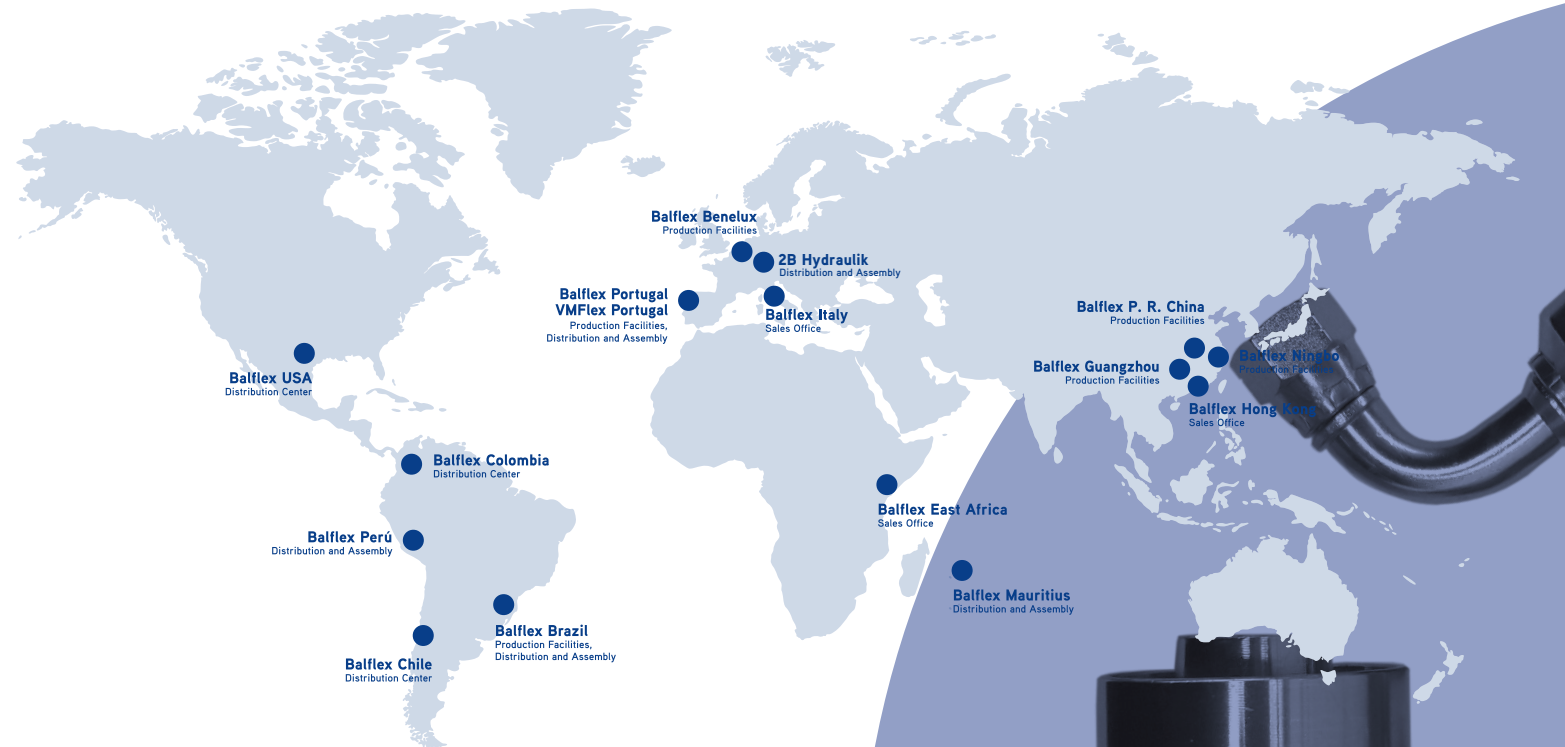 Balflex Benelux
Production Facilities
2B Hydraulik
Distribution and Assembly
Balflex Portugal
VMFlex Portugal
Production Facilities,
Distribution and Assembly
Balflex Italy
Sales Office
Balflex P. R. China
Production Facilities
Balflex Ningbo
Production Facilities
Balflex Guangzhou
Production Facilities
Balflex Hong Kong
Sales Office
Balflex USA
Distribution Center
Balflex Colombia
Distribution Center
Balflex East Africa
Sales Office
Balflex Perú
Distribution and Assembly
Balflex Mauritius
Distribution and Assembly
Balflex Brazil
Production Facilities,
Distribution and Assembly
Balflex Chile
Distribution Center